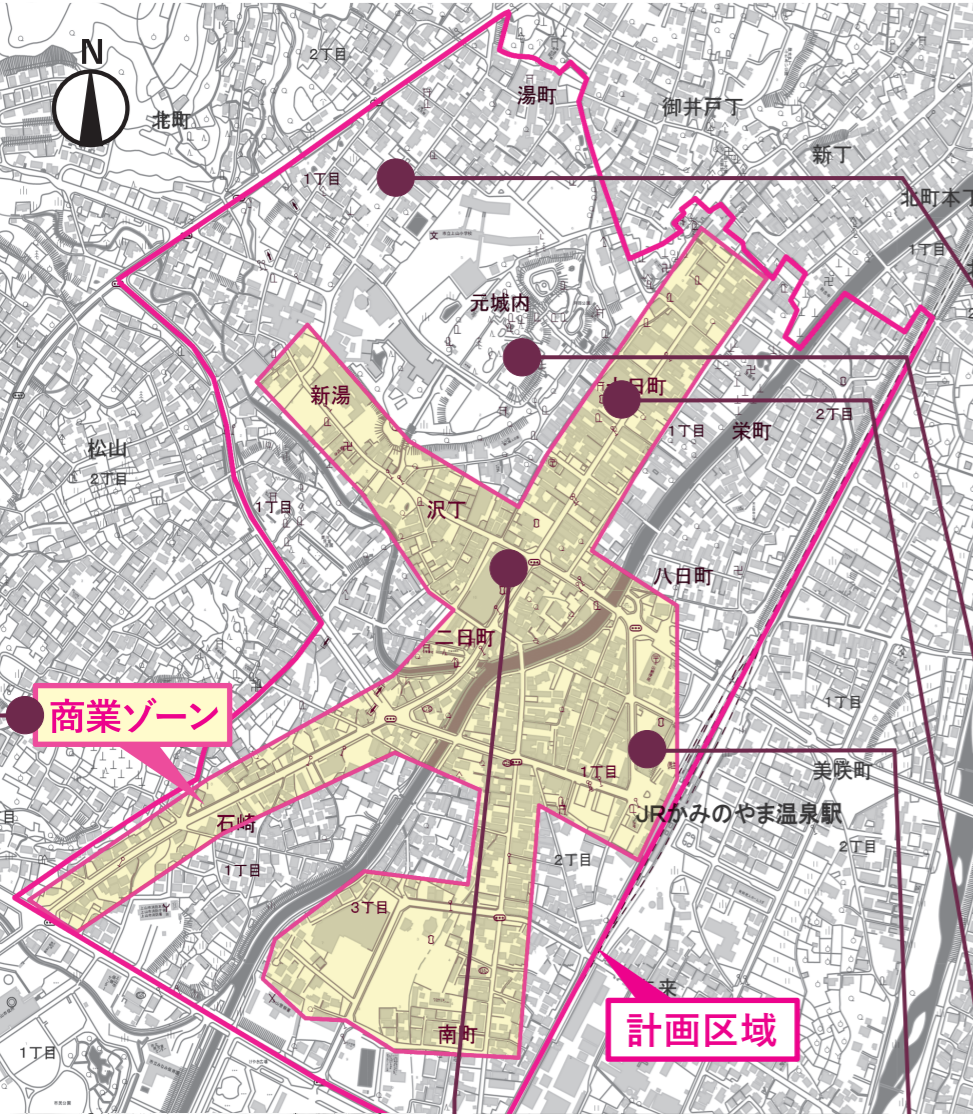 N
2丁目
湯町
御井戸丁
北町
新丁
1丁目
北町本丁
1丁目
元城内
新湯
1丁目
2丁目
栄町
松山
2丁目
沢丁
1丁目
八日町
二日町
商業ゾーン
1丁目
1丁目
美咲町
JRかみのやま温泉駅
石崎
2丁目
2丁目
1丁目
3丁目
計画区域
南町
1丁目